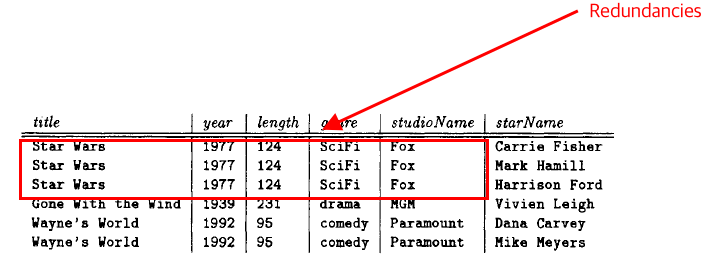 Redundancies
title year length genre studioName starName
Star Wars 1977 124 SciFi Fox Carrie Fisher
Star Wars 1977 124 SciFi Fox Mark Hamill
Star Wars 1977 124 SciFi Fox Harrison Ford
Gone With the Wind 1939 231 drama MGM Vivien Leigh
Wayne's World 1992 95 comedy Paramount Dana Carvey
Wayne's World 1992 95 comedy Paramount Mike Meyers